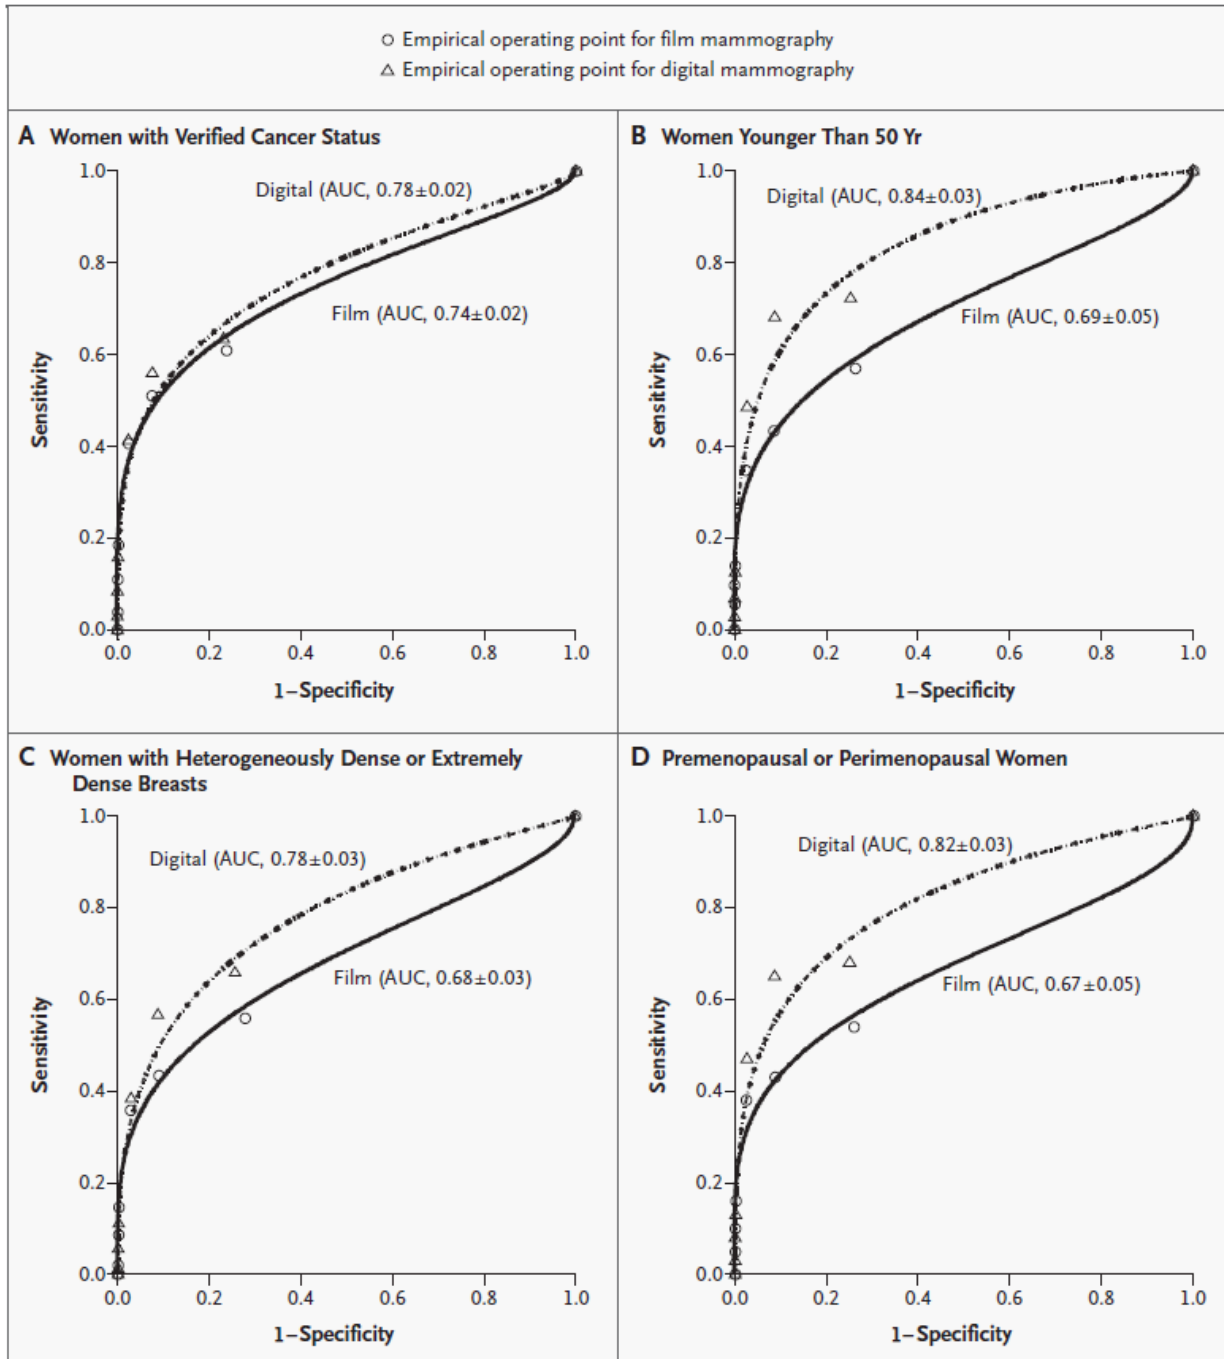 Empirical operating point for film mammography
Empirical operating point for digital mammography
A Women with Verified Cancer Status
1.0
0.8
0.6
0.4
0.2
0.0
Sensitivity
Digital (AUC, 0.78±0.02)
Film (AUC, 0.74±0.02)
0.0 0.2 0.4 0.6 0.8 1.0
1–Specificity
B Women Younger Than 50 Yr
1.0
0.8
0.6
0.4
0.2
0.0
Sensitivity
Digital (AUC, 0.84±0.03)
Film (AUC, 0.69±0.05)
0.0 0.2 0.4 0.6 0.8 1.0
1–Specificity
C Women with Heterogeneously Dense or Extremely
Dense Breasts
1.0
0.8
0.6
0.4
0.2
0.0
Sensitivity
Digital (AUC, 0.78±0.03)
Film (AUC, 0.68±0.03)
0.0 0.2 0.4 0.6 0.8 1.0
1–Specificity
D Premenopausal or Perimenopausal Women
1.0
0.8
0.6
0.4
0.2
0.0
Sensitivity
Digital (AUC, 0.82±0.03)
Film (AUC, 0.67±0.05)
0.0 0.2 0.4 0.6 0.8 1.0
1–Specificity